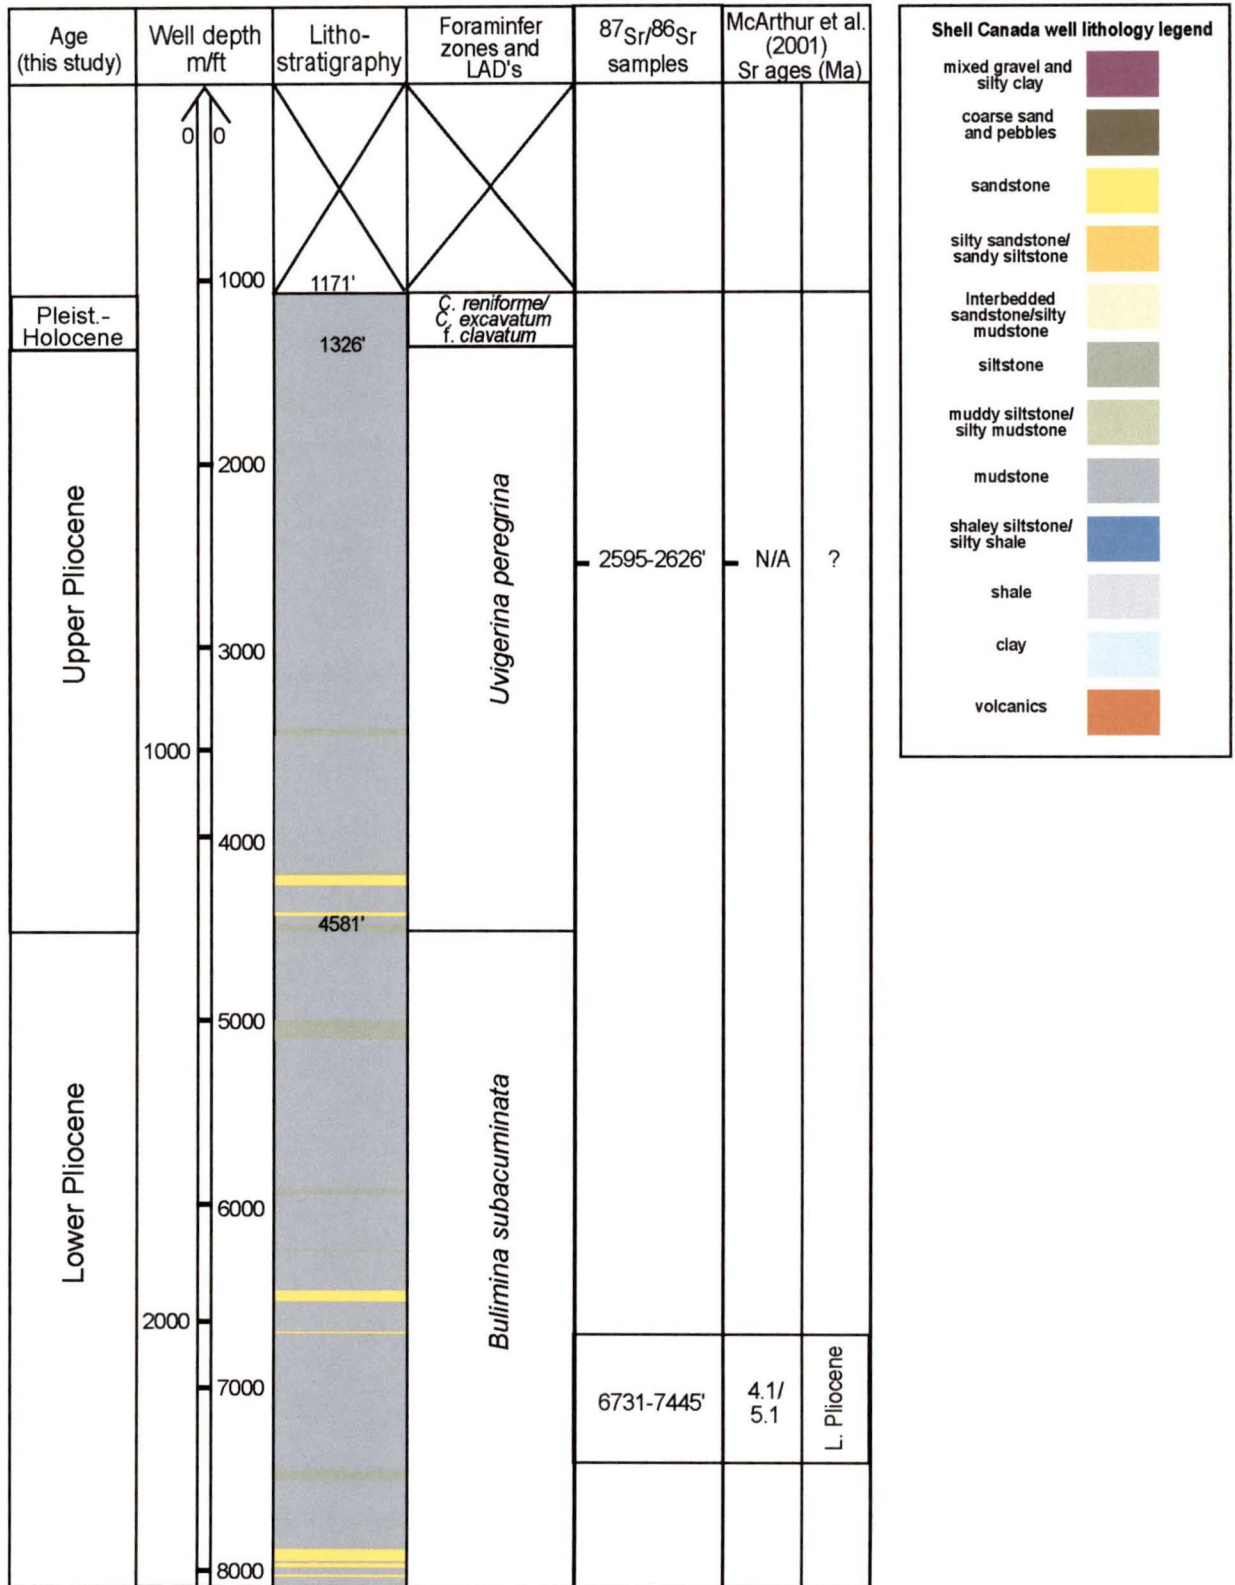 Age
(this study)
Well depth
m/ft
Litho-
stratigraphy
Foraminfer
zones and
LAD's
87Sr/86Sr
samples
McArthur et al.
(2001)
Sr ages (Ma)
0 0
1000
1171'
Pleist.-
Holocene
C. reniforme/
C. excavatum
f. clavatum
1326'
2000
Upper Pliocene
Uvigerina peregrina
2595-2626'
N/A
?
3000
1000
4000
4581'
5000
Lower Pliocene
Bulimina subacuminata
6000
2000
7000
6731-7445'
4.1/
5.1
L. Pliocene
8000
Shell Canada well lithology legend
mixed gravel and
silty clay
coarse sand
and pebbles
sandstone
silty sandstone/
sandy siltstone
Interbedded
sandstone/silty
mudstone
siltstone
muddy siltstone/
silty mudstone
mudstone
shaley siltstone/
silty shale
shale
clay
volcanics